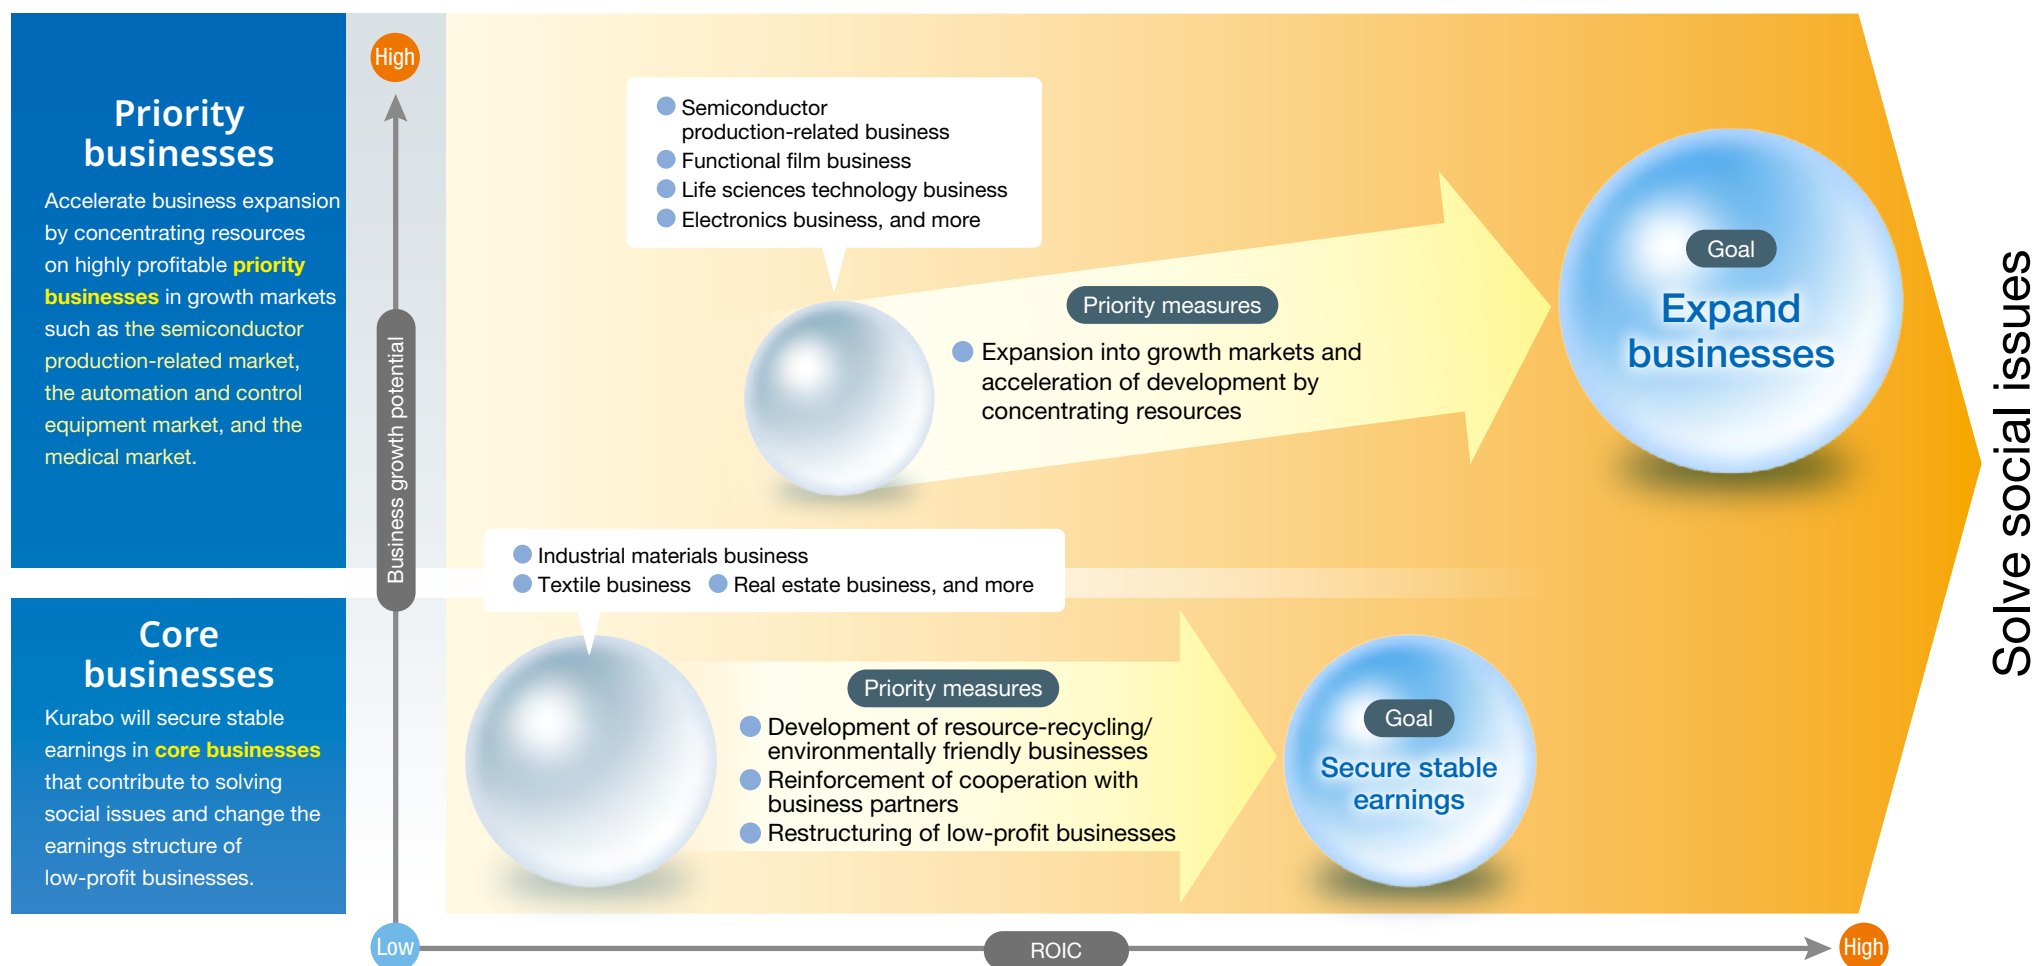 Priority
businesses
Accelerate business expansion
by concentrating resources
on highly profitable priority
businesses in growth markets
such as the semiconductor
production-related market,
the automation and control
equipment market, and the
medical market.
High
Business growth potential
Semiconductor
production-related business
Functional film business
Life sciences technology business
Electronics business, and more
Priority measures
Expansion into growth markets and
acceleration of development by
concentrating resources
Goal
Expand
businesses
Core
businesses
Kurabo will secure stable
earnings in core businesses
that contribute to solving
social issues and change the
earnings structure of
low-profit businesses.
Industrial materials business
Textile business Real estate business, and more
Priority measures
Development of resource-recycling/
environmentally friendly businesses
Reinforcement of cooperation with
business partners
Restructuring of low-profit businesses
Goal
Secure stable
earnings
Low
ROIC
High
Solve social issues